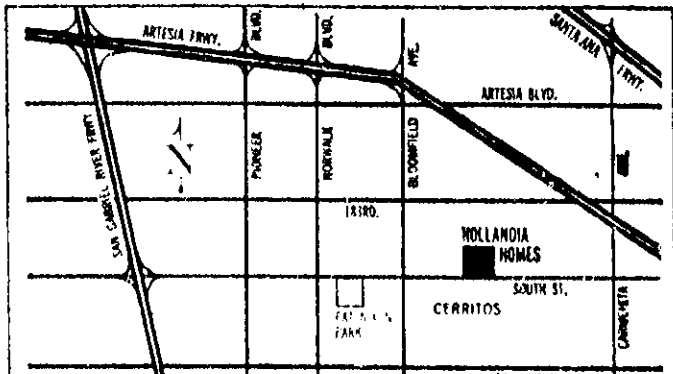 ARTESIA FRWY.
BLVD.
BLVD.
AVE.
SANTA ANA
FRWY.
ARTESIA BLVD.
SAN GABRIEL RIVER FRWY.
PIONEER
NORWALK
BLOOMFIELD
183RD.
HOLLANDIA
HOMES
SOUTH ST.
CERRITOS
PARK
CARMENITA